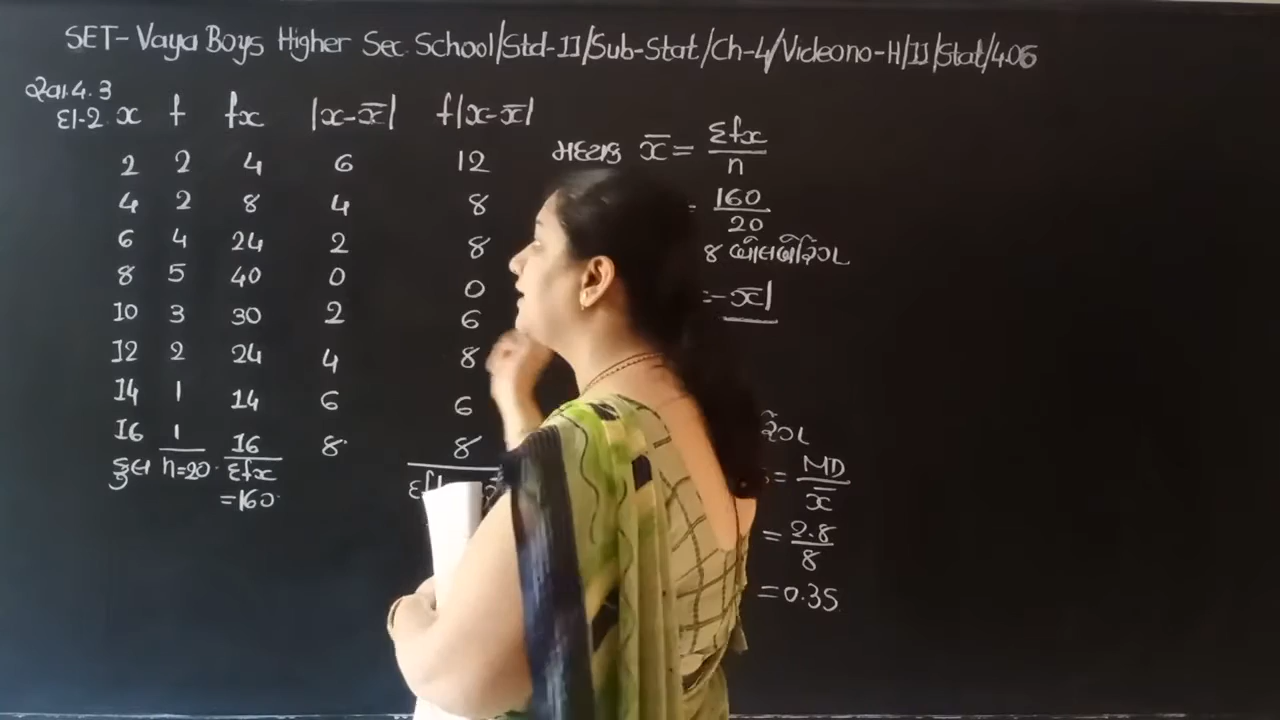 SET- Vaya Boys Higher Sec. School/Std-11/Sub-Stat./Ch-4/Videono-H/11/Stat/4.06
સ્વા.4.3
દા-2 x f fx |x-x̅| f|x-x̅|
2 2 4 6 12
4 2 8 4 8
6 4 24 2 8
8 5 40 0 0
10 3 30 2 6
12 2 24 4 8
14 1 14 6 6
16 1 16 8 8
કુલ n=20 Σfx
=160
મધ્યક x̅ = Σfx / n
= 160 / 20
8 મીલીગ્રામ
- x̅|
= MD / x̅
= 2.8 / 8
= 0.35